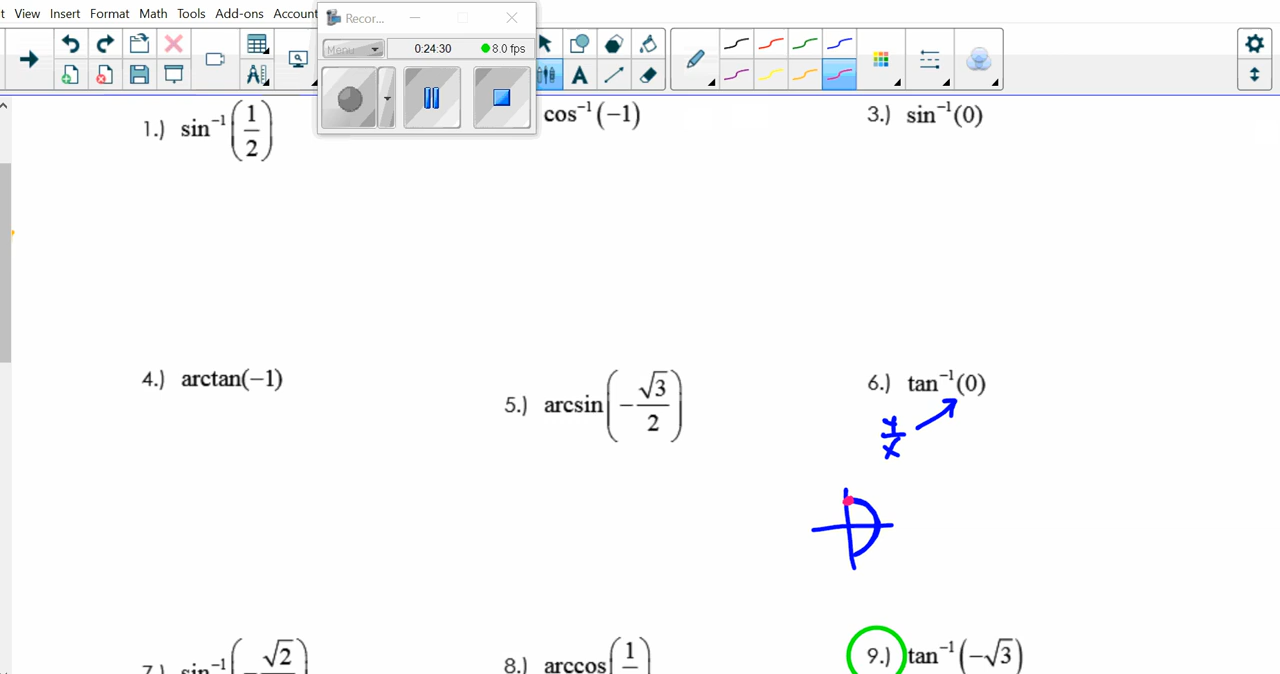 t View Insert Format Math Tools Add-ons Account
Recor...
Menu 0:24:30 8.0 fps
1.) sin⁻¹(1/2) cos⁻¹(−1) 3.) sin⁻¹(0)
4.) arctan(−1) 5.) arcsin(−√3/2) 6.) tan⁻¹(0)
y/x
7.) sin⁻¹(−√2 8.) arccos(1 9.) tan⁻¹(−√3)